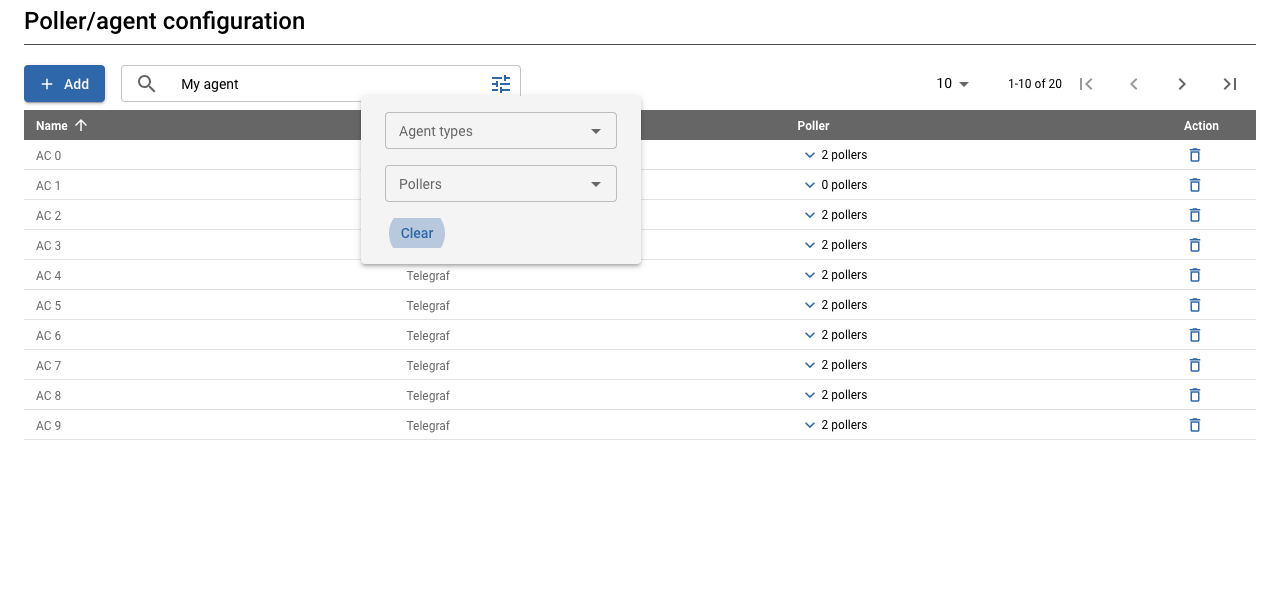 Poller/agent configuration
Add
My agent
10
1-10 of 20
Name
Poller
Action
Agent types
Pollers
Clear
AC 0
2 pollers
AC 1
0 pollers
AC 2
2 pollers
AC 3
2 pollers
AC 4 Telegraf 2 pollers
AC 5 Telegraf 2 pollers
AC 6 Telegraf 2 pollers
AC 7 Telegraf 2 pollers
AC 8 Telegraf 2 pollers
AC 9 Telegraf 2 pollers